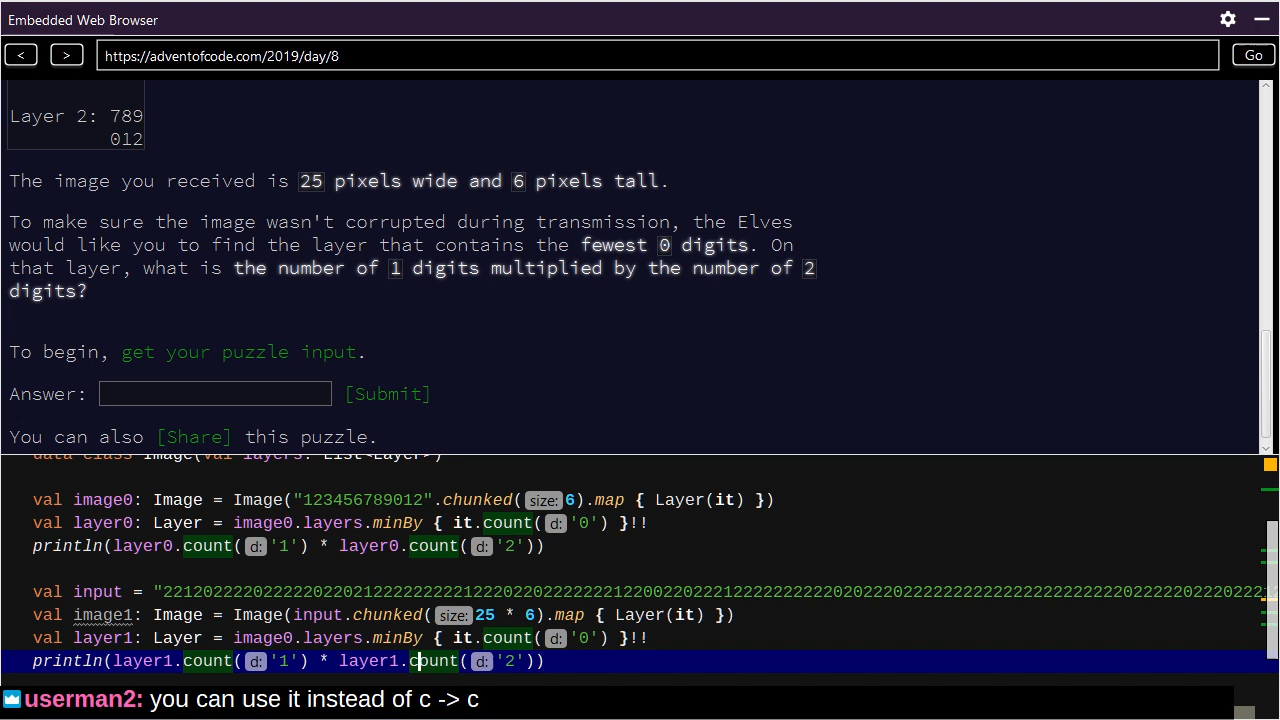 Embedded Web Browser
<
>
https://adventofcode.com/2019/day/8
Go
Layer 2: 789
012
The image you received is 25 pixels wide and 6 pixels tall.
To make sure the image wasn't corrupted during transmission, the Elves
would like you to find the layer that contains the fewest 0 digits. On
that layer, what is the number of 1 digits multiplied by the number of 2
digits?
To begin, get your puzzle input.
Answer: [Submit]
You can also [Share] this puzzle.
data class Image(val layers: List<Layer>)
val image0: Image = Image("123456789012".chunked( size: 6).map { Layer(it) })
val layer0: Layer = image0.layers.minBy { it.count( d: '0') }!!
println(layer0.count( d: '1') * layer0.count( d: '2'))
val input = "
val image1: Image = Image(input.chunked( size: 25 * 6).map { Layer(it) })
val layer1: Layer = image0.layers.minBy { it.count( d: '0') }!!
println(layer1.count( d: '1') * layer1.count( d: '2'))
userman2: you can use it instead of c -> c